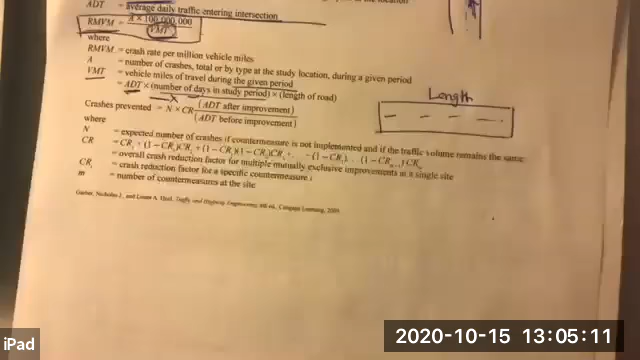 ADT = average daily traffic entering intersection
RMVM = A × 100,000,000
VMT
where
RMVM = crash rate per million vehicle miles
A = number of crashes, total or by type at the study location, during a given period
VMT = vehicle miles of travel during the given period
= ADT × (number of days in study period) × (length of road)
Length
Crashes prevented = N × CR (ADT after improvement)
(ADT before improvement)
where
N = expected number of crashes if countermeasure is not implemented and if the traffic volume remains the same
CR = CR₁ + (1 – CR₁)CR₂ + (1 – CR₁)(1 – CR₂)CR₃ + . . . (1 – CRₘ₋₁) CRₘ
= overall crash reduction factor for multiple mutually exclusive improvements at a single site
CRᵢ = crash reduction factor for a specific countermeasure i
m = number of countermeasures at the site
Garber, Nicholas J., and Lester A. Hoel, Traffic and Highway Engineering, 4th ed., Cengage Learning, 2009.
iPad
2020-10-15 13:05:11